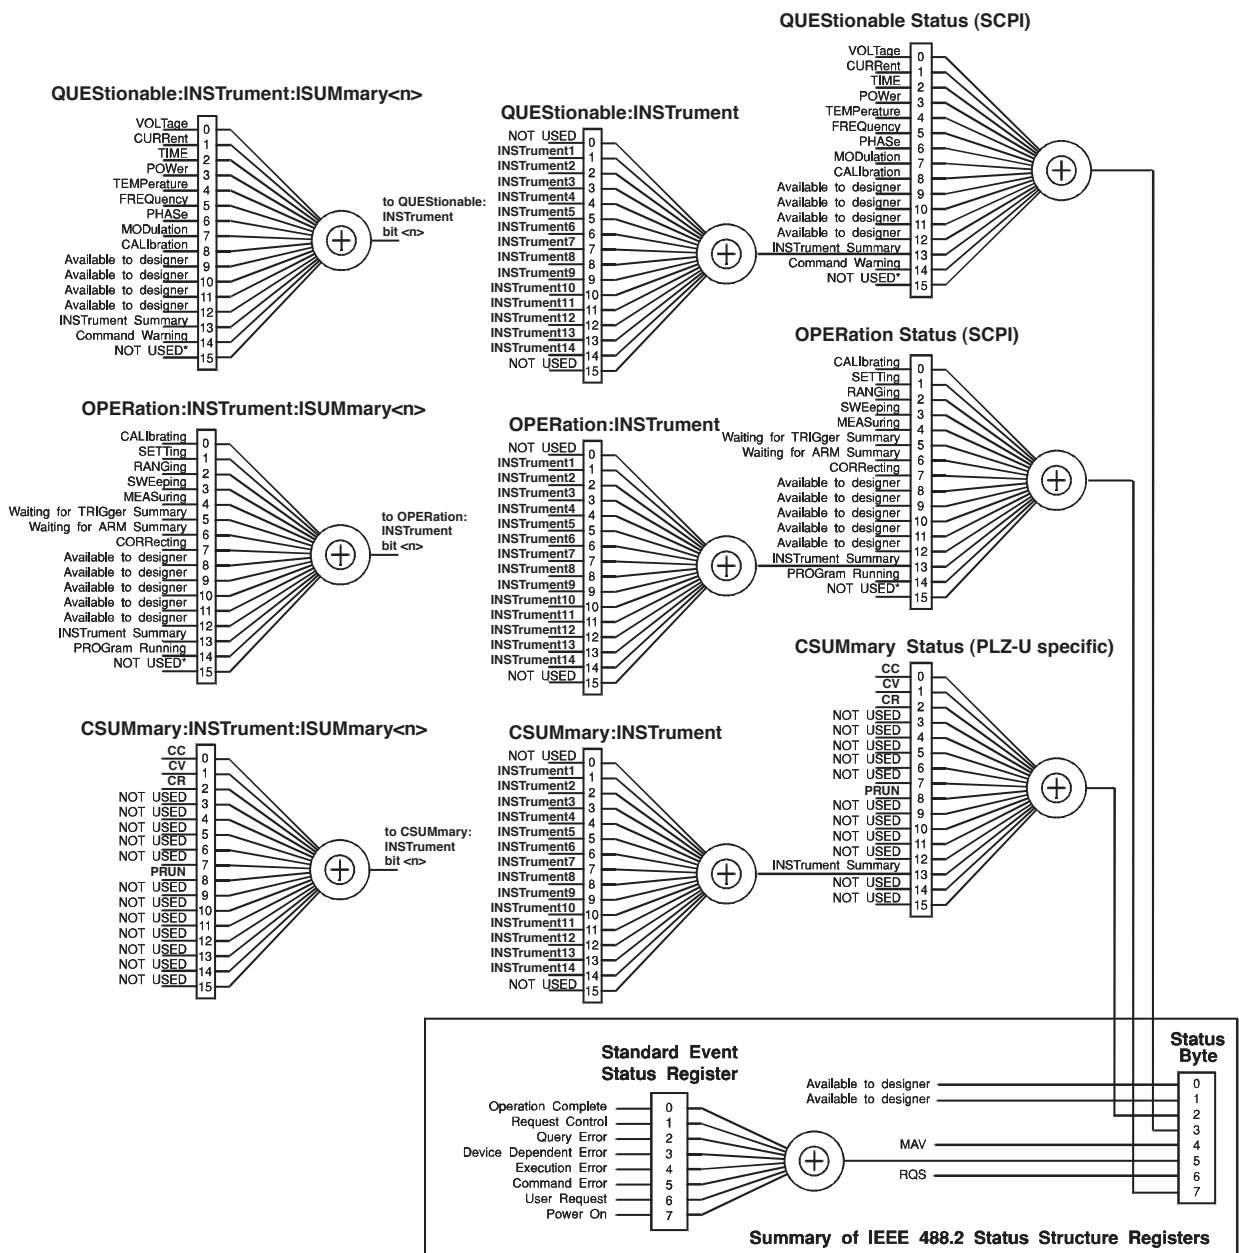 QUEStionable:INSTrument:ISUMmary<n>
VOLTage 0
CURRent 1
TIME 2
POWer 3
TEMPerature 4
FREQuency 5
PHASe 6
MODulation 7
CALibration 8
Available to designer 9
Available to designer 10
Available to designer 11
Available to designer 12
INSTrument Summary 13
Command Warning 14
NOT USED* 15
to QUEStionable:
INSTrument
bit <n>
QUEStionable:INSTrument
NOT USED 0
INSTrument1 1
INSTrument2 2
INSTrument3 3
INSTrument4 4
INSTrument5 5
INSTrument6 6
INSTrument7 7
INSTrument8 8
INSTrument9 9
INSTrument10 10
INSTrument11 11
INSTrument12 12
INSTrument13 13
INSTrument14 14
NOT USED 15
QUEStionable Status (SCPI)
VOLTage 0
CURRent 1
TIME 2
POWer 3
TEMPerature 4
FREQuency 5
PHASe 6
MODulation 7
CALibration 8
Available to designer 9
Available to designer 10
Available to designer 11
Available to designer 12
INSTrument Summary 13
Command Warning 14
NOT USED* 15
OPERation:INSTrument:ISUMmary<n>
CALIbrating 0
SETTing 1
RANGing 2
SWEeping 3
MEASuring 4
Waiting for TRIGger Summary 5
Waiting for ARM Summary 6
CORRecting 7
Available to designer 8
Available to designer 9
Available to designer 10
Available to designer 11
Available to designer 12
INSTrument Summary 13
PROGram Running 14
NOT USED* 15
to OPERation:
INSTrument
bit <n>
OPERation:INSTrument
NOT USED 0
INSTrument1 1
INSTrument2 2
INSTrument3 3
INSTrument4 4
INSTrument5 5
INSTrument6 6
INSTrument7 7
INSTrument8 8
INSTrument9 9
INSTrument10 10
INSTrument11 11
INSTrument12 12
INSTrument13 13
INSTrument14 14
NOT USED 15
OPERation Status (SCPI)
CALIbrating 0
SETTing 1
RANGing 2
SWEeping 3
MEASuring 4
Waiting for TRIGger Summary 5
Waiting for ARM Summary 6
CORRecting 7
Available to designer 8
Available to designer 9
Available to designer 10
Available to designer 11
Available to designer 12
INSTrument Summary 13
PROGram Running 14
NOT USED* 15
CSUMmary:INSTrument:ISUMmary<n>
CC 0
CV 1
CR 2
NOT USED 3
NOT USED 4
NOT USED 5
NOT USED 6
NOT USED 7
PRUN 8
NOT USED 9
NOT USED 10
NOT USED 11
NOT USED 12
NOT USED 13
NOT USED 14
NOT USED 15
to CSUMmary:
INSTrument
bit <n>
CSUMmary:INSTrument
NOT USED 0
INSTrument1 1
INSTrument2 2
INSTrument3 3
INSTrument4 4
INSTrument5 5
INSTrument6 6
INSTrument7 7
INSTrument8 8
INSTrument9 9
INSTrument10 10
INSTrument11 11
INSTrument12 12
INSTrument13 13
INSTrument14 14
NOT USED 15
CSUMmary Status (PLZ-U specific)
CC 0
CV 1
CR 2
NOT USED 3
NOT USED 4
NOT USED 5
NOT USED 6
NOT USED 7
PRUN 8
NOT USED 9
NOT USED 10
NOT USED 11
NOT USED 12
INSTrument Summary 13
NOT USED 14
NOT USED 15
Standard Event
Status Register
Operation Complete 0
Request Control 1
Query Error 2
Device Dependent Error 3
Execution Error 4
Command Error 5
User Request 6
Power On 7
Status
Byte
Available to designer 0
Available to designer 1
2
3
MAV 4
5
RQS 6
7
Summary of IEEE 488.2 Status Structure Registers